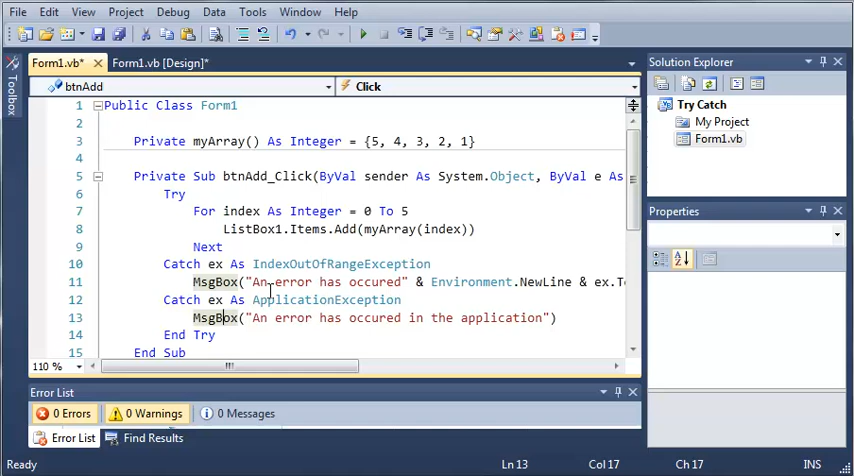 File Edit View Project Debug Data Tools Window Help
Form1.vb* Form1.vb [Design]*
btnAdd Click
Toolbox
1 Public Class Form1
2
3 Private myArray() As Integer = {5, 4, 3, 2, 1}
4
5 Private Sub btnAdd_Click(ByVal sender As System.Object, ByVal e As
6 Try
7 For index As Integer = 0 To 5
8 ListBox1.Items.Add(myArray(index))
9 Next
10 Catch ex As IndexOutOfRangeException
11 MsgBox("An error has occured" & Environment.NewLine & ex.To
12 Catch ex As ApplicationException
13 MsgBox("An error has occured in the application")
14 End Try
15 End Sub
110 %
Solution Explorer
Try Catch
My Project
Form1.vb
Properties
Error List
0 Errors 0 Warnings 0 Messages
Error List Find Results
Ln 13 Col 17 Ch 17 INS